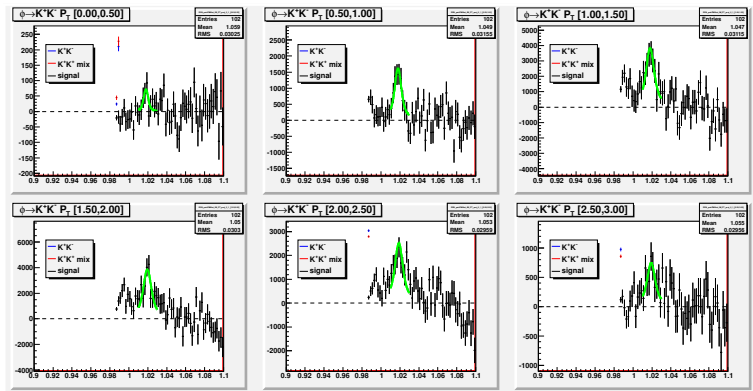 ϕ→K⁺K⁻ P_T [0.00,0.50]
Entries 102
Mean 1.059
RMS 0.03025
K⁺K⁻
K⁺K⁺ mix
signal
250
200
150
100
50
0
-50
-100
-150
-200
0.9 0.92 0.94 0.96 0.98 1 1.02 1.04 1.06 1.08 1.1
ϕ→K⁺K⁻ P_T [0.50,1.00]
Entries 102
Mean 1.049
RMS 0.03155
K⁺K⁻
K⁺K⁺ mix
signal
2500
2000
1500
1000
500
0
-500
-1000
-1500
0.9 0.92 0.94 0.96 0.98 1 1.02 1.04 1.06 1.08 1.1
ϕ→K⁺K⁻ P_T [1.00,1.50]
Entries 102
Mean 1.047
RMS 0.03115
K⁺K⁻
K⁺K⁺ mix
signal
5000
4000
3000
2000
1000
0
-1000
-2000
-3000
-4000
0.9 0.92 0.94 0.96 0.98 1 1.02 1.04 1.06 1.08 1.1
ϕ→K⁺K⁻ P_T [1.50,2.00]
Entries 102
Mean 1.05
RMS 0.0303
K⁺K⁻
K⁺K⁺ mix
signal
6000
4000
2000
0
-2000
-4000
0.9 0.92 0.94 0.96 0.98 1 1.02 1.04 1.06 1.08 1.1
ϕ→K⁺K⁻ P_T [2.00,2.50]
Entries 102
Mean 1.053
RMS 0.02959
K⁺K⁻
K⁺K⁺ mix
signal
3000
2000
1000
0
-1000
-2000
0.9 0.92 0.94 0.96 0.98 1 1.02 1.04 1.06 1.08 1.1
ϕ→K⁺K⁻ P_T [2.50,3.00]
Entries 102
Mean 1.055
RMS 0.02956
K⁺K⁻
K⁺K⁺ mix
signal
1000
500
0
-500
-1000
0.9 0.92 0.94 0.96 0.98 1 1.02 1.04 1.06 1.08 1.1